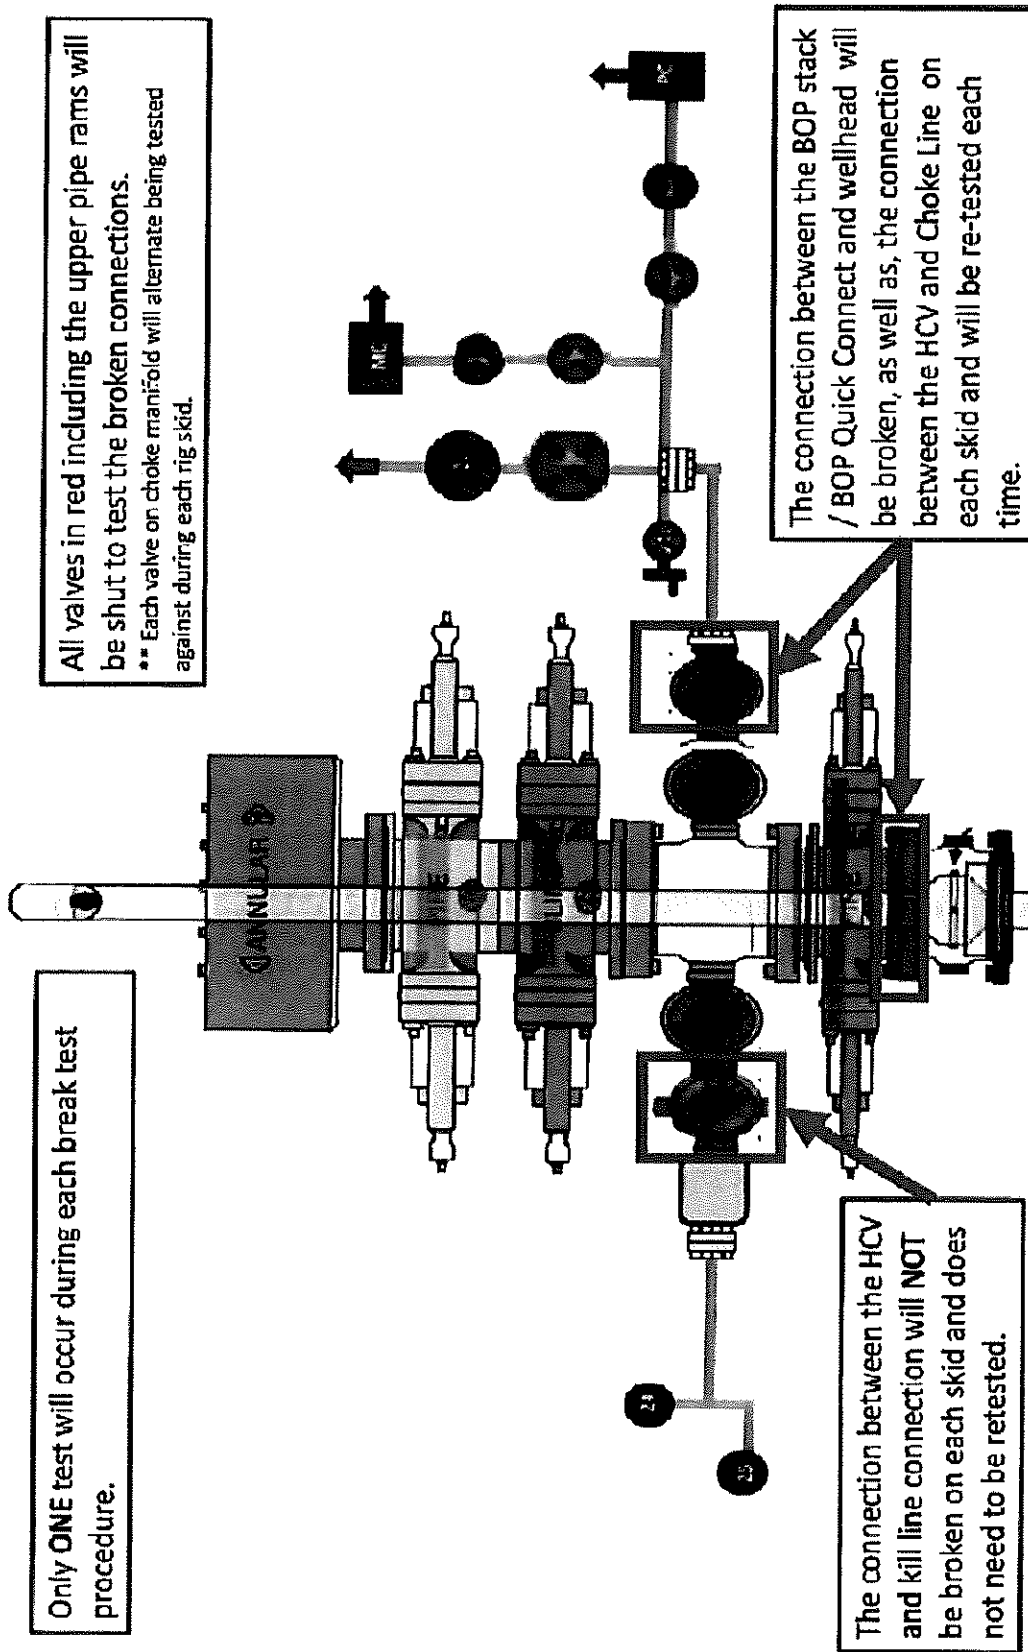 Only ONE test will occur during each break test
procedure.
All valves in red including the upper pipe rams will
be shut to test the broken connections.
** Each valve on choke manifold will alternate being tested
against during each rig skid.
ANNULAR
MC
PC
24
25
The connection between the HCV
and kill line connection will NOT
be broken on each skid and does
not need to be retested.
The connection between the BOP stack
/ BOP Quick Connect and wellhead will
be broken, as well as, the connection
between the HCV and Choke Line on
each skid and will be re-tested each
time.